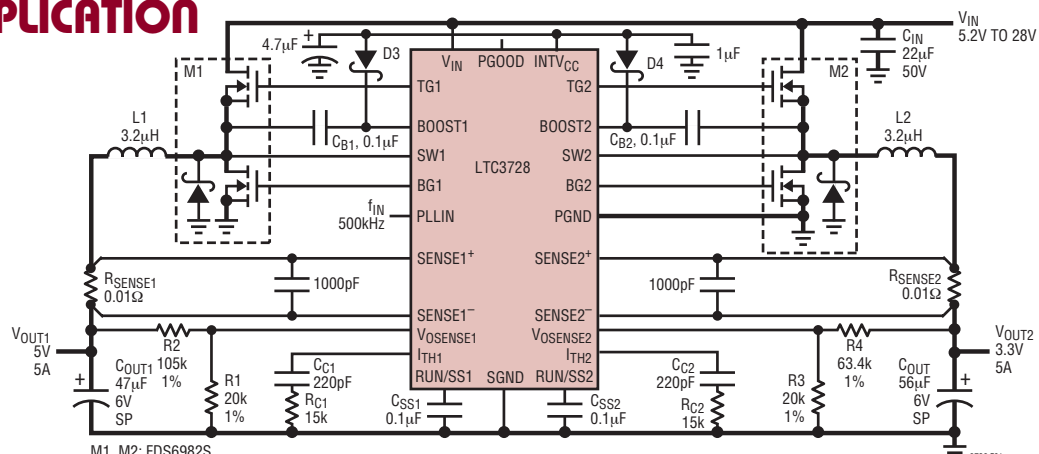 PLICATION
VIN
5.2V TO 28V
4.7µF
+
D3
VIN
PGOOD
INTVCC
D4
1µF
CIN
22µF
50V
M1
TG1
TG2
M2
L1
3.2µH
CB1, 0.1µF
BOOST1
BOOST2
CB2, 0.1µF
L2
3.2µH
SW1
LTC3728
SW2
BG1
BG2
fIN
500kHz
PLLIN
PGND
SENSE1+
SENSE2+
RSENSE1
0.01Ω
1000pF
1000pF
RSENSE2
0.01Ω
SENSE1−
SENSE2−
VOSENSE1
VOSENSE2
VOUT1
5V
5A
R2
105k
1%
ITH1
ITH2
R4
63.4k
1%
VOUT2
3.3V
5A
COUT1
47µF
6V
SP
+
R1
20k
1%
CC1
220pF
RC1
15k
RUN/SS1
SGND
RUN/SS2
CC2
220pF
RC2
15k
R3
20k
1%
COUT
56µF
6V
SP
+
CSS1
0.1µF
CSS2
0.1µF
M1, M2: FDS6982S